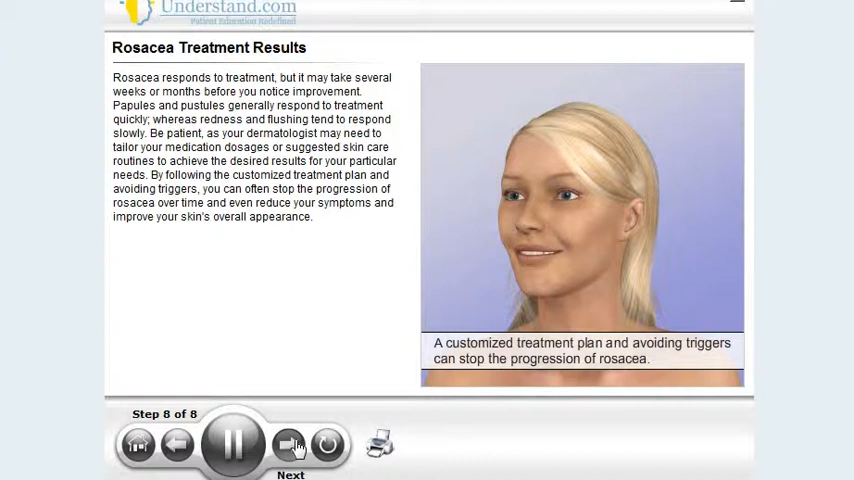 Understand.com
Patient Education Redefined
Rosacea Treatment Results
Rosacea responds to treatment, but it may take several
weeks or months before you notice improvement.
Papules and pustules generally respond to treatment
quickly; whereas redness and flushing tend to respond
slowly. Be patient, as your dermatologist may need to
tailor your medication dosages or suggested skin care
routines to achieve the desired results for your particular
needs. By following the customized treatment plan and
avoiding triggers, you can often stop the progression of
rosacea over time and even reduce your symptoms and
improve your skin's overall appearance.
A customized treatment plan and avoiding triggers
can stop the progression of rosacea.
Step 8 of 8
Next